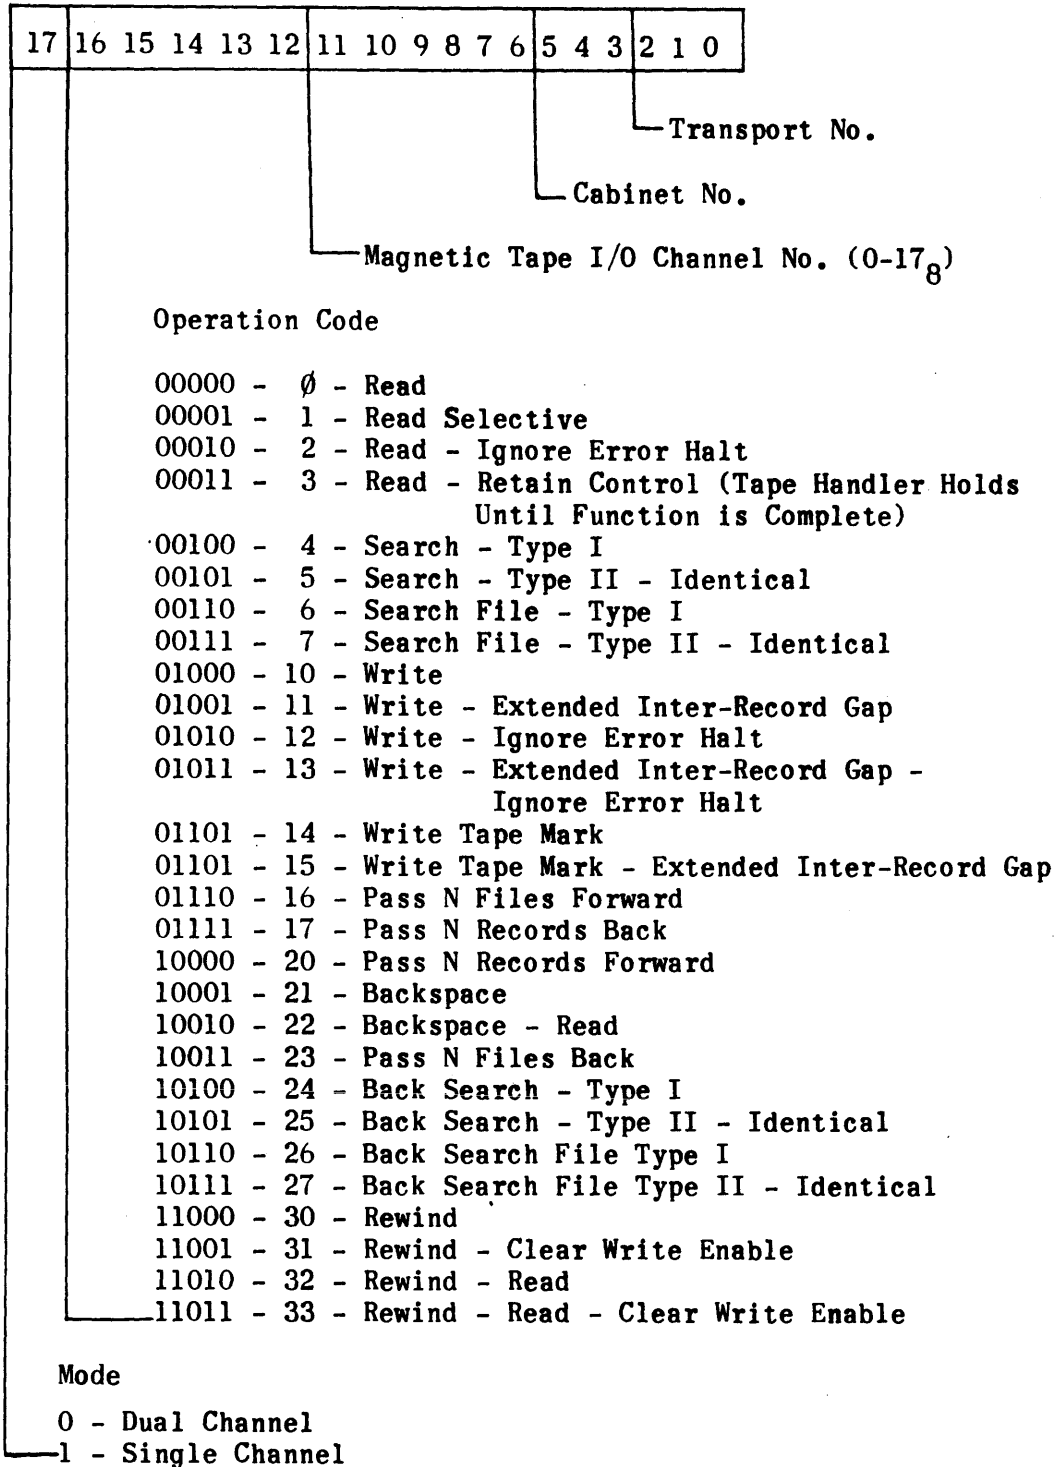 17 16 15 14 13 12 11 10 9 8 7 6 5 4 3 2 1 0
Transport No.
Cabinet No.
Magnetic Tape I/O Channel No. (0-17₈)
Operation Code
00000 - Ø - Read
00001 - 1 - Read Selective
00010 - 2 - Read - Ignore Error Halt
00011 - 3 - Read - Retain Control (Tape Handler Holds
Until Function is Complete)
00100 - 4 - Search - Type I
00101 - 5 - Search - Type II - Identical
00110 - 6 - Search File - Type I
00111 - 7 - Search File - Type II - Identical
01000 - 10 - Write
01001 - 11 - Write - Extended Inter-Record Gap
01010 - 12 - Write - Ignore Error Halt
01011 - 13 - Write - Extended Inter-Record Gap -
Ignore Error Halt
01101 - 14 - Write Tape Mark
01101 - 15 - Write Tape Mark - Extended Inter-Record Gap
01110 - 16 - Pass N Files Forward
01111 - 17 - Pass N Records Back
10000 - 20 - Pass N Records Forward
10001 - 21 - Backspace
10010 - 22 - Backspace - Read
10011 - 23 - Pass N Files Back
10100 - 24 - Back Search - Type I
10101 - 25 - Back Search - Type II - Identical
10110 - 26 - Back Search File Type I
10111 - 27 - Back Search File Type II - Identical
11000 - 30 - Rewind
11001 - 31 - Rewind - Clear Write Enable
11010 - 32 - Rewind - Read
11011 - 33 - Rewind - Read - Clear Write Enable
Mode
0 - Dual Channel
1 - Single Channel